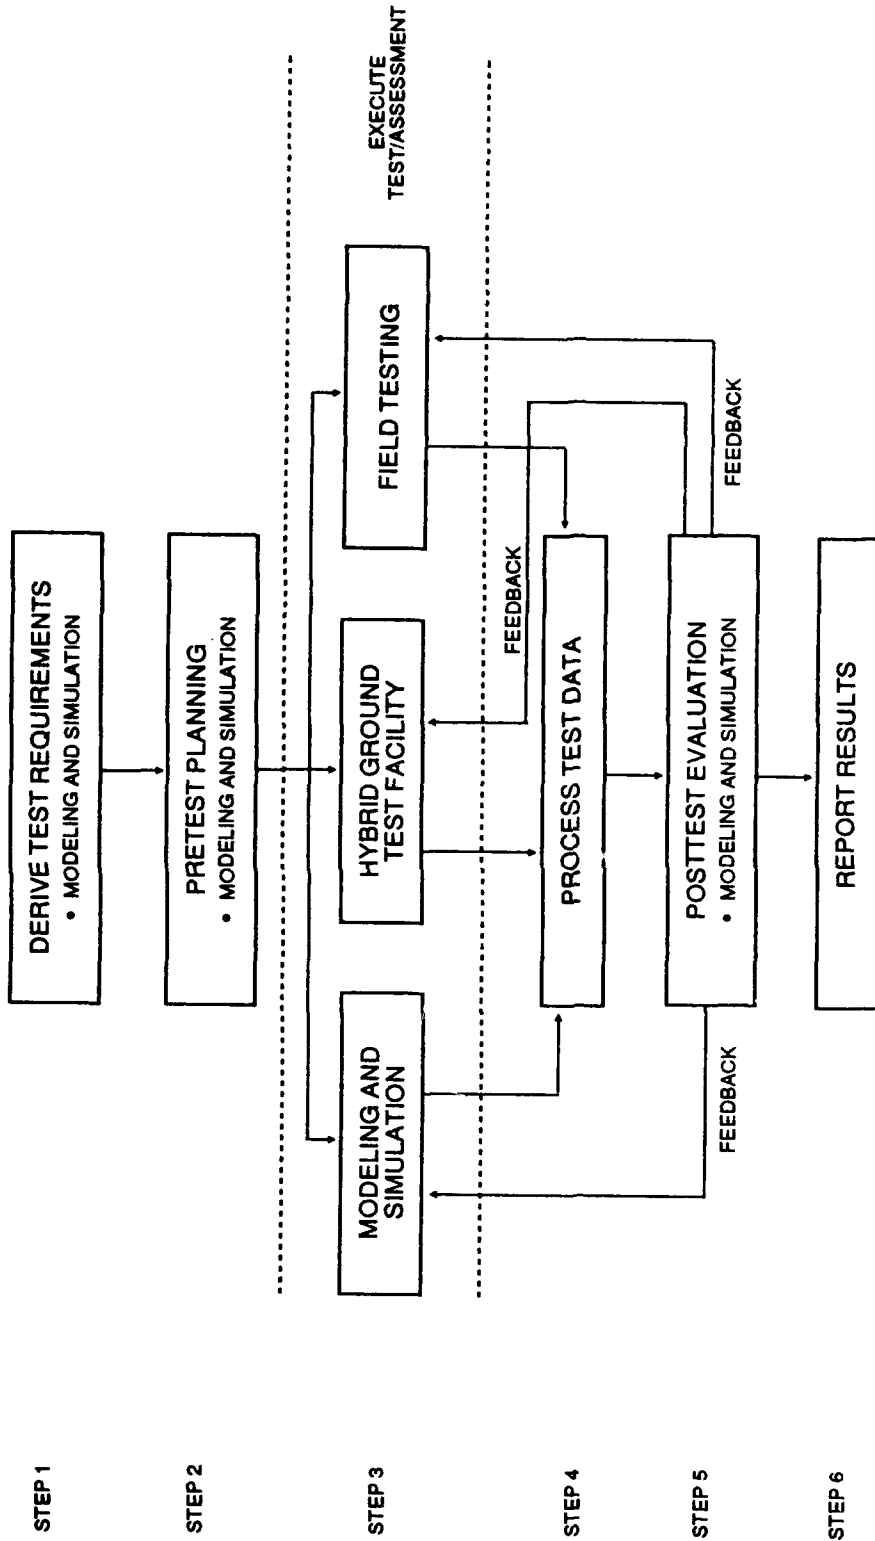 STEP 1
DERIVE TEST REQUIREMENTS
• MODELING AND SIMULATION
STEP 2
PRETEST PLANNING
• MODELING AND SIMULATION
STEP 3
MODELING AND
SIMULATION
HYBRID GROUND
TEST FACILITY
FIELD TESTING
EXECUTE
TEST/ASSESSMENT
FEEDBACK
STEP 4
PROCESS TEST DATA
STEP 5
POSTTEST EVALUATION
• MODELING AND SIMULATION
FEEDBACK
FEEDBACK
STEP 6
REPORT RESULTS